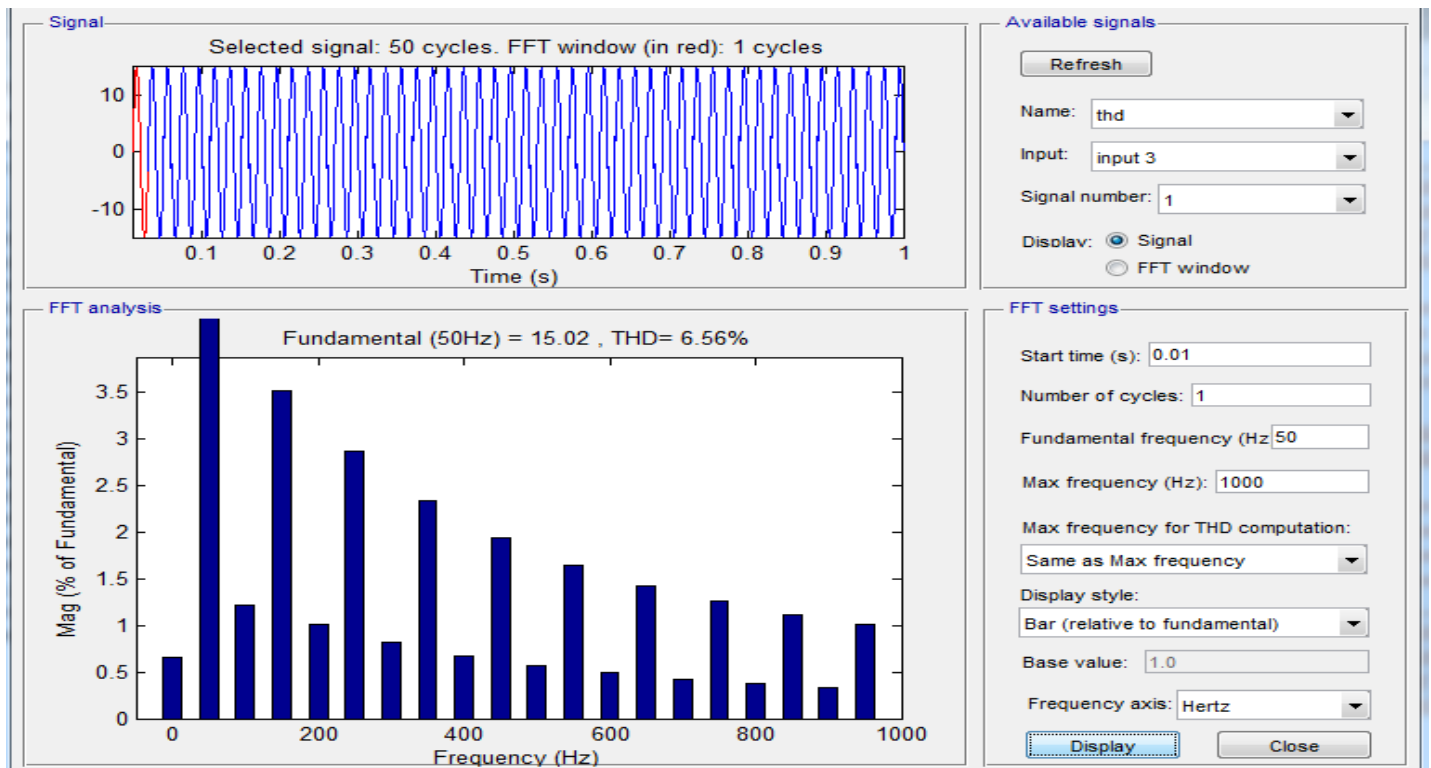 Signal
Selected signal: 50 cycles. FFT window (in red): 1 cycles
10
0
-10
0.1 0.2 0.3 0.4 0.5 0.6 0.7 0.8 0.9 1
Time (s)
Available signals
Refresh
Name: thd
Input: input 3
Signal number: 1
Display: Signal
FFT window
FFT analysis
Fundamental (50Hz) = 15.02 , THD= 6.56%
Mag (% of Fundamental)
3.5
3
2.5
2
1.5
1
0.5
0
0 200 400 600 800 1000
Frequency (Hz)
FFT settings
Start time (s): 0.01
Number of cycles: 1
Fundamental frequency (Hz 50
Max frequency (Hz): 1000
Max frequency for THD computation:
Same as Max frequency
Display style:
Bar (relative to fundamental)
Base value: 1.0
Frequency axis: Hertz
Display Close